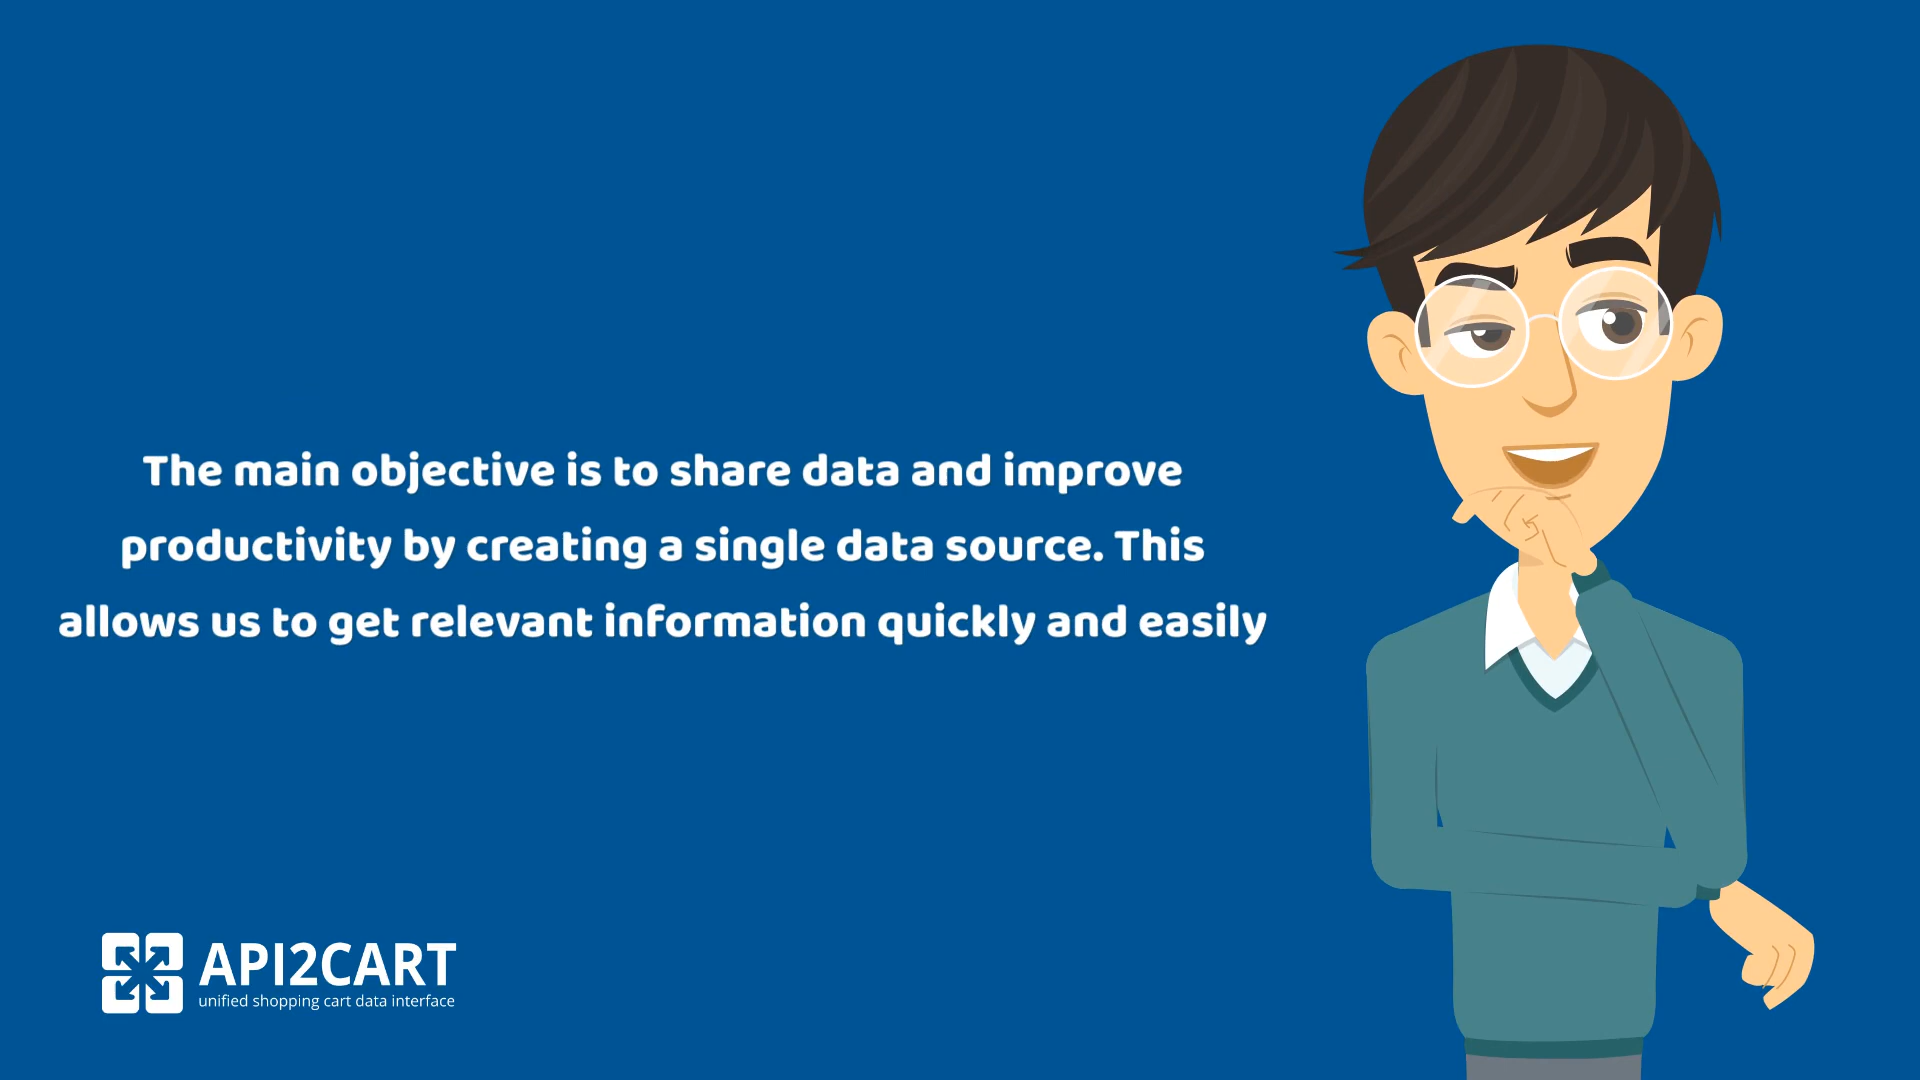 The main objective is to share data and improve
productivity by creating a single data source. This
allows us to get relevant information quickly and easily
API2CART
unified shopping cart data interface